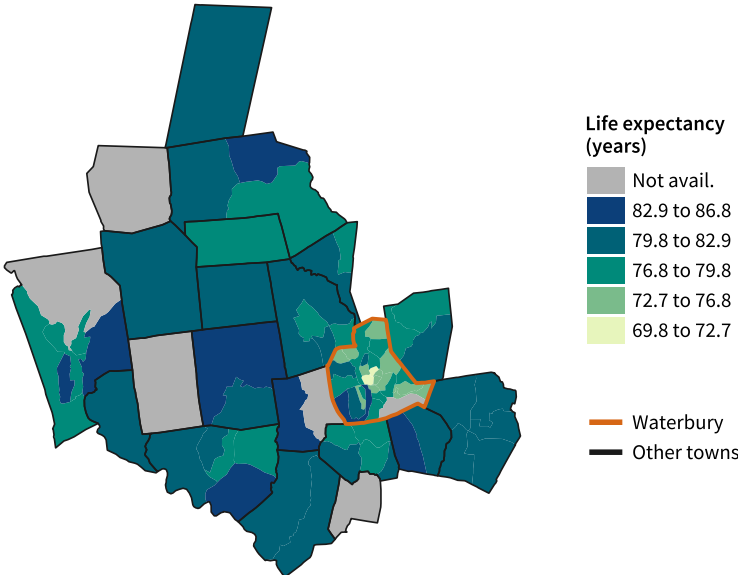 Life expectancy
(years)
Not avail.
82.9 to 86.8
79.8 to 82.9
76.8 to 79.8
72.7 to 76.8
69.8 to 72.7
Waterbury
Other towns